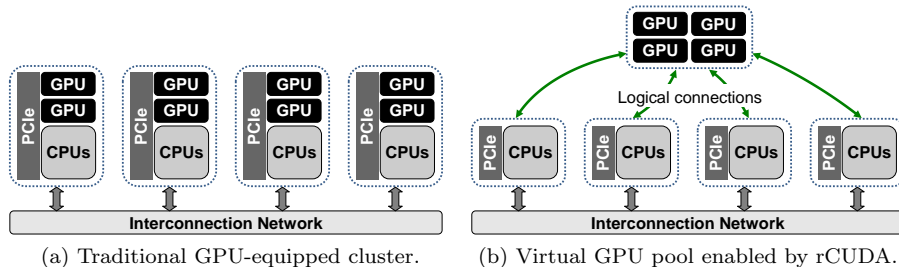 GPU GPU GPU GPU
GPU GPU GPU GPU
PCIe PCIe PCIe PCIe
CPUs CPUs CPUs CPUs
Interconnection Network
(a) Traditional GPU-equipped cluster.
GPU GPU
GPU GPU
Logical connections
PCIe CPUs PCIe CPUs PCIe CPUs PCIe CPUs
Interconnection Network
(b) Virtual GPU pool enabled by rCUDA.